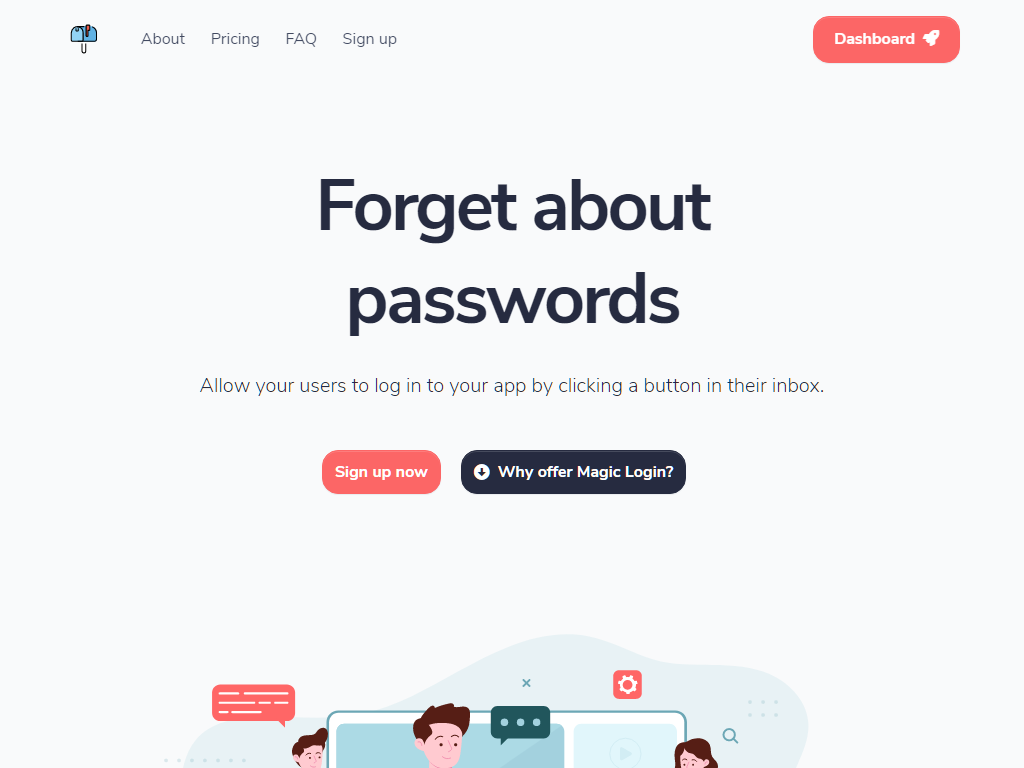 About Pricing FAQ Sign up Dashboard
Forget about
passwords
Allow your users to log in to your app by clicking a button in their inbox.
Sign up now Why offer Magic Login?